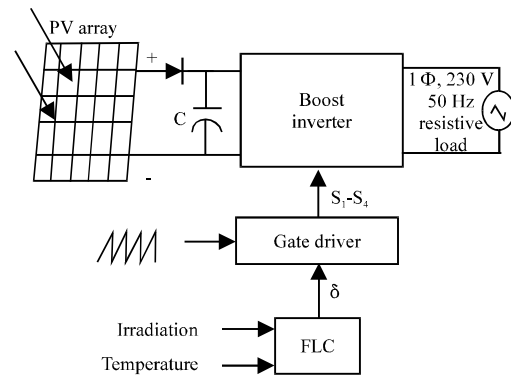 PV array
+
C
-
Boost
inverter
1 Φ, 230 V
50 Hz
resistive
load
S₁-S₄
Gate driver
δ
Irradiation
Temperature
FLC